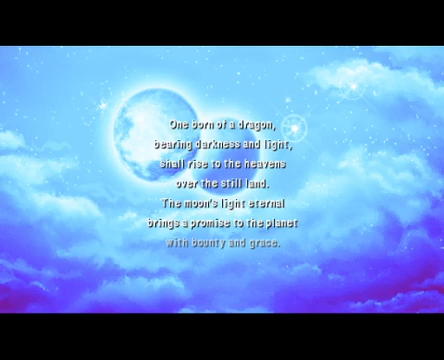 One born of a dragon,
bearing darkness and light,
shall rise to the heavens
over the still land.
The moon's light eternal
brings a promise to the planet
with bounty and grace.